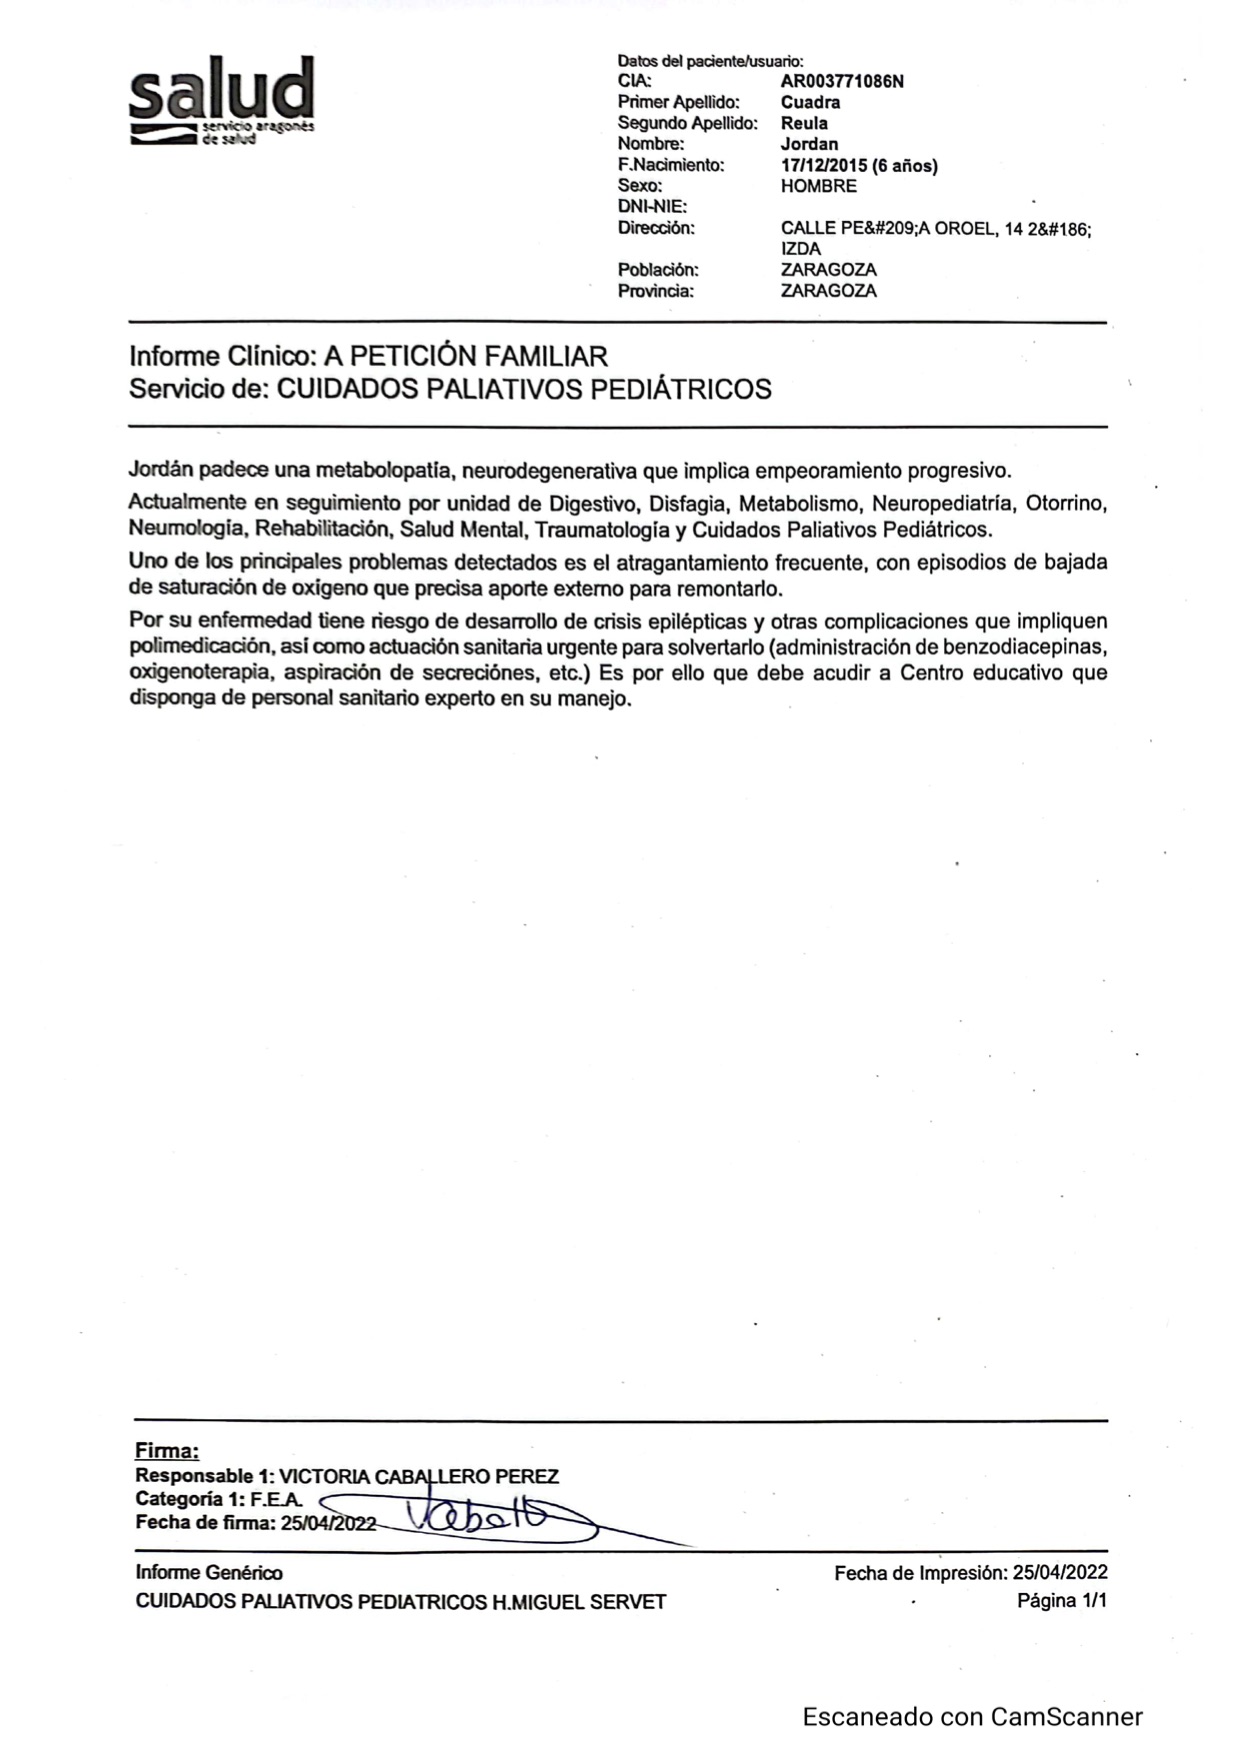 salud
servicio aragonés
de salud
Datos del paciente/usuario:
CIA: AR003771086N
Primer Apellido: Cuadra
Segundo Apellido: Reula
Nombre: Jordan
F.Nacimiento: 17/12/2015 (6 años)
Sexo: HOMBRE
DNI-NIE:
Dirección: CALLE PE&#209;A OROEL, 14 2&#186;
IZDA
Población: ZARAGOZA
Provincia: ZARAGOZA
Informe Clínico: A PETICIÓN FAMILIAR
Servicio de: CUIDADOS PALIATIVOS PEDIÁTRICOS
Jordán padece una metabolopatía, neurodegenerativa que implica empeoramiento progresivo.
Actualmente en seguimiento por unidad de Digestivo, Disfagia, Metabolismo, Neuropediatría, Otorrino,
Neumología, Rehabilitación, Salud Mental, Traumatología y Cuidados Paliativos Pediátricos.
Uno de los principales problemas detectados es el atragantamiento frecuente, con episodios de bajada
de saturación de oxígeno que precisa aporte externo para remontarlo.
Por su enfermedad tiene riesgo de desarrollo de crisis epilépticas y otras complicaciones que impliquen
polimedicación, así como actuación sanitaria urgente para solvertarlo (administración de benzodiacepinas,
oxigenoterapia, aspiración de secreciónes, etc.) Es por ello que debe acudir a Centro educativo que
disponga de personal sanitario experto en su manejo.
Firma:
Responsable 1: VICTORIA CABALLERO PEREZ
Categoría 1: F.E.A.
Fecha de firma: 25/04/2022
Informe Genérico
Fecha de Impresión: 25/04/2022
CUIDADOS PALIATIVOS PEDIATRICOS H.MIGUEL SERVET
Página 1/1
Escaneado con CamScanner